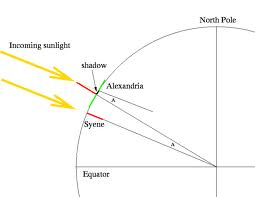 North Pole
Incoming sunlight
shadow
Alexandria
A
Syene
A
Equator